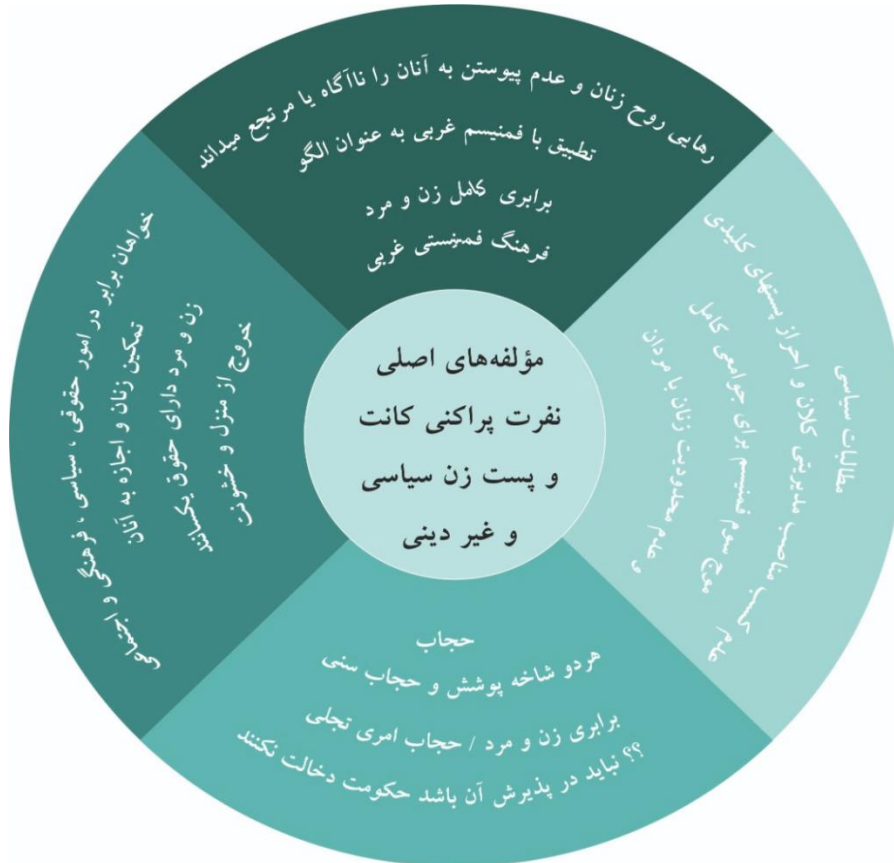 رهایی روح زنان و عدم پیوستن به آنان را ناآگاه یا مرتجع میداند
تطبیق با فمنیسم غربی به عنوان الگو
برابری کامل زن و مرد
فرهنگ فمنیستی غربی
مطالبات سیاسی
عدم کسب مناصب مدیریتی کلان و احراز پستهای کلیدی
موج سوم فمنیسم برای جوامعی کامل
و عدم محدودیت زنان با مردان
مؤلفه‌های اصلی
نفرت پراکنی کانت
و پست زن سیاسی
و غیر دینی
خواهان برابر در امور حقوقی ، سیاسی ، فرهنگی و اجتماعی
تمکین زنان و اجازه به آنان
زن و مرد دارای حقوق یکسانند
خروج از منزل و خشونت
حجاب
هردو شاخه پوشش و حجاب سنی
برابری زن و مرد / حجاب امری تجلی
؟؟ نباید در پذیرش آن باشد حکومت دخالت نکنند